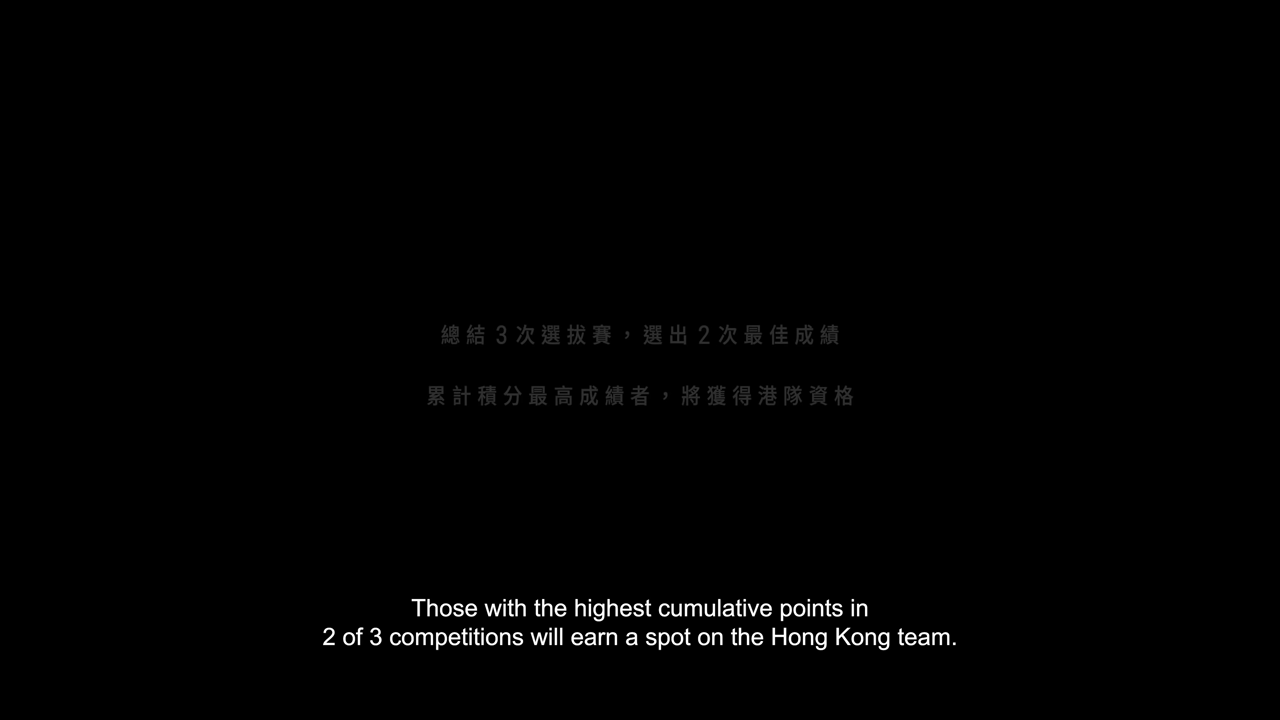 總結3次選拔賽，選出2次最佳成績
累計積分最高成績者，將獲得港隊資格
Those with the highest cumulative points in
2 of 3 competitions will earn a spot on the Hong Kong team.